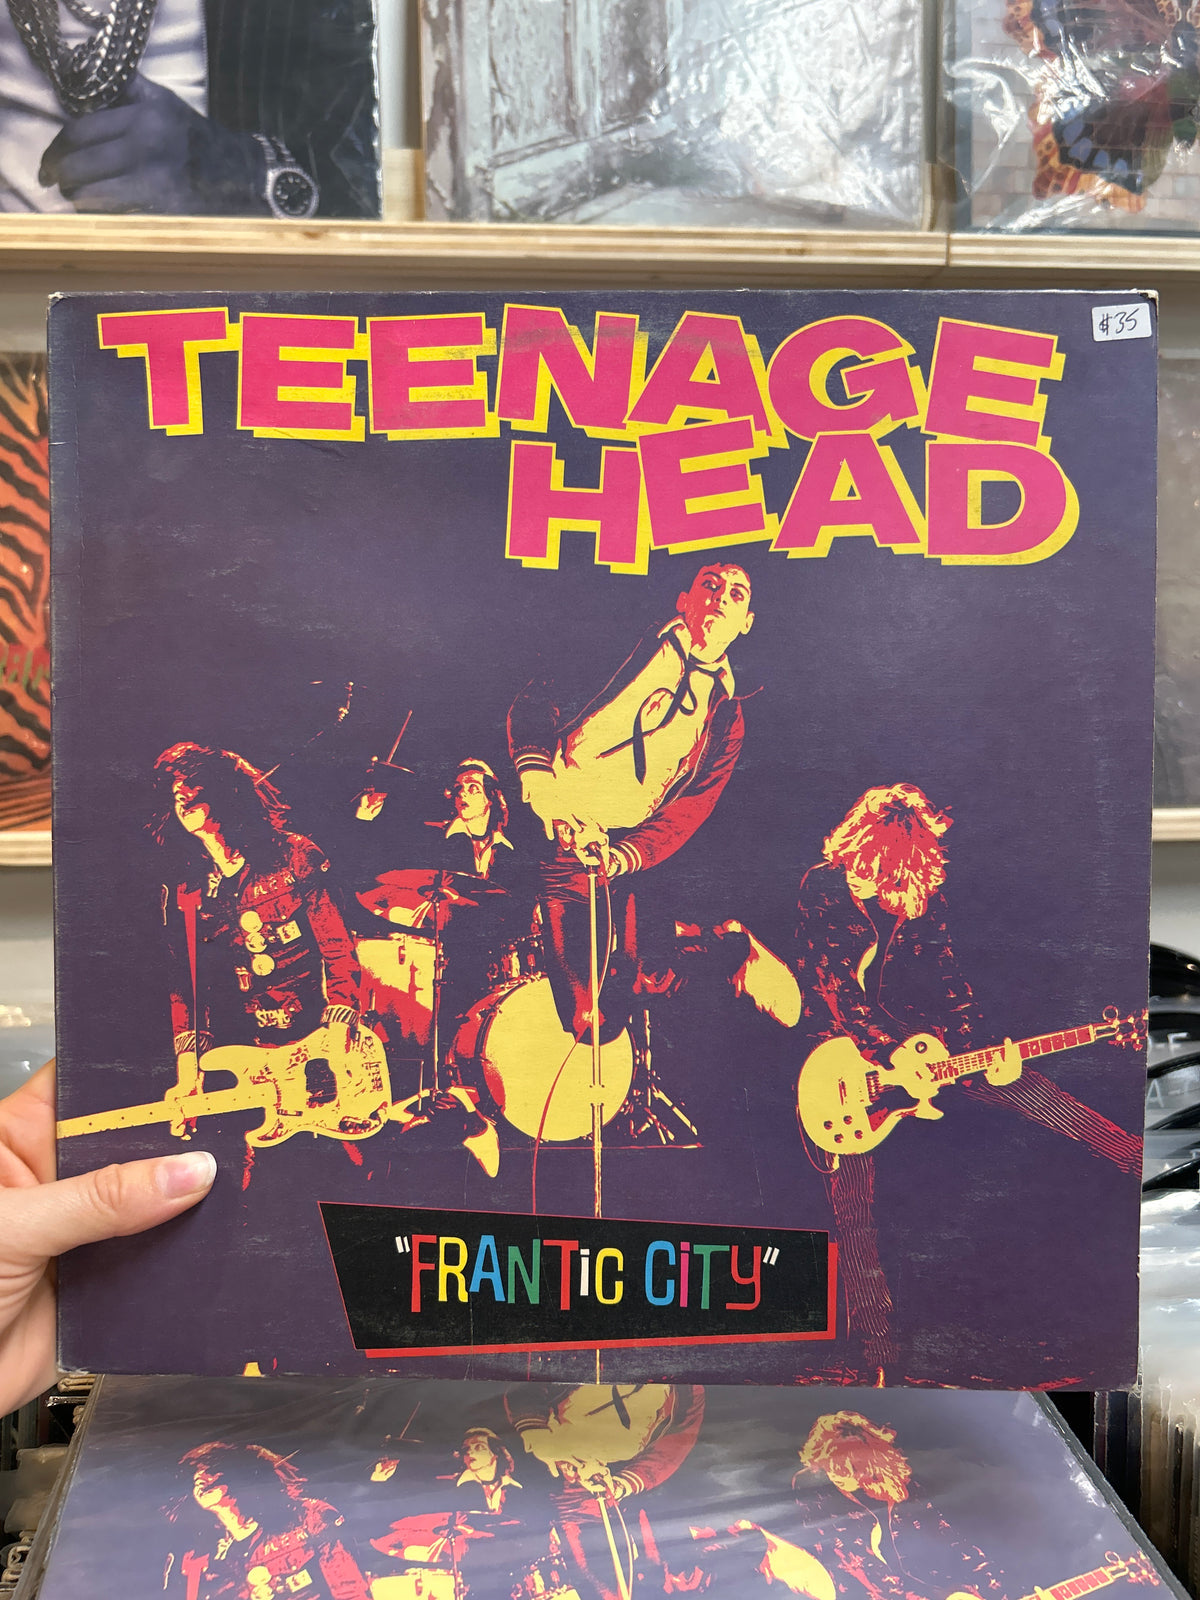 TEENAGE
HEAD
$35
"FRANTiC CiTY"